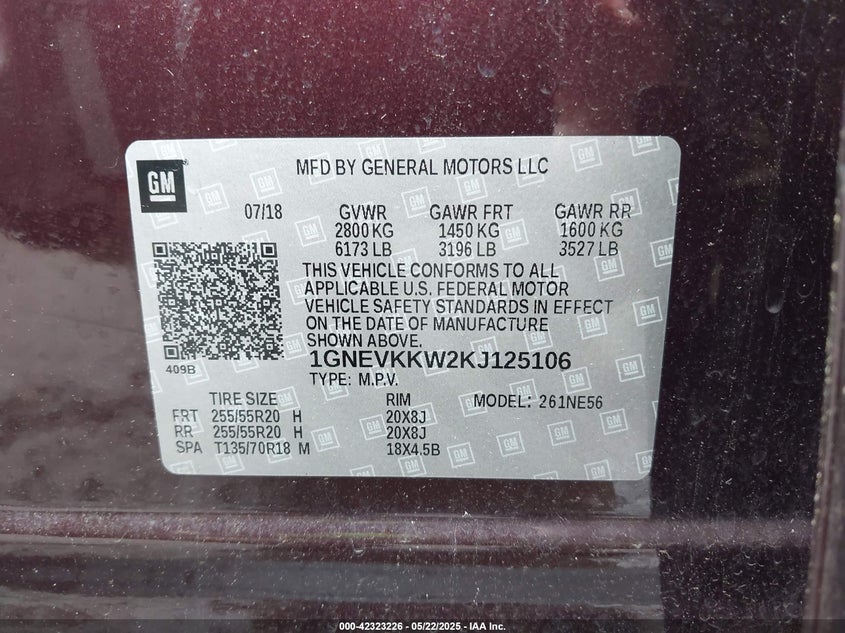 GM
MFD BY GENERAL MOTORS LLC
07/18 GVWR GAWR FRT GAWR RR
2800 KG 1450 KG 1600 KG
6173 LB 3196 LB 3527 LB
THIS VEHICLE CONFORMS TO ALL
APPLICABLE U.S. FEDERAL MOTOR
VEHICLE SAFETY STANDARDS IN EFFECT
ON THE DATE OF MANUFACTURE
SHOWN ABOVE.
1GNEVKKW2KJ125106
409B
TYPE: M.P.V.
TIRE SIZE RIM MODEL: 261NE56
FRT 255/55R20 H 20X8J
RR 255/55R20 H 20X8J
SPA T135/70R18 M 18X4.5B
000-42323226 - 05/22/2025 - IAA Inc.